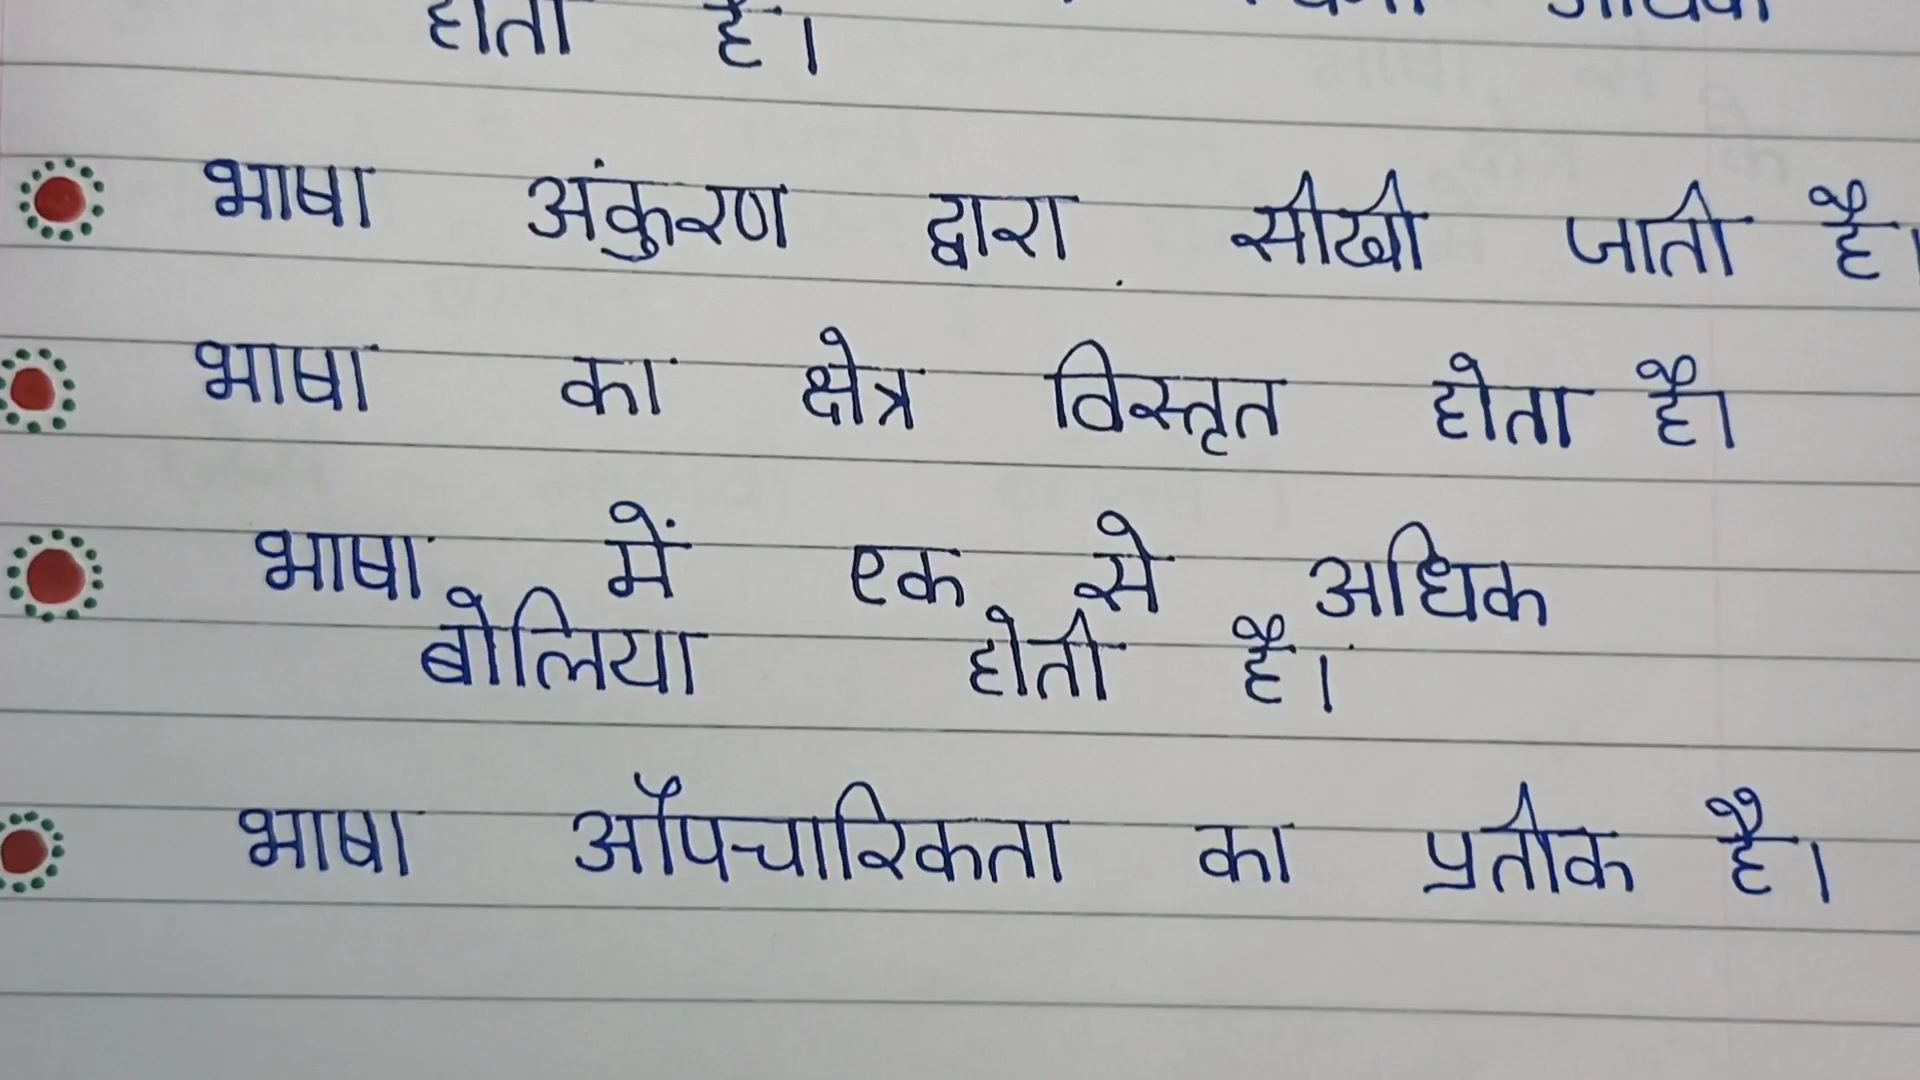 होता है।
भाषा अंकुरण द्वारा सीखी जाती है।
भाषा का क्षेत्र विस्तृत होता है।
भाषा में एक से अधिक
बोलिया होती है।
भाषा औपचारिकता का प्रतीक है।